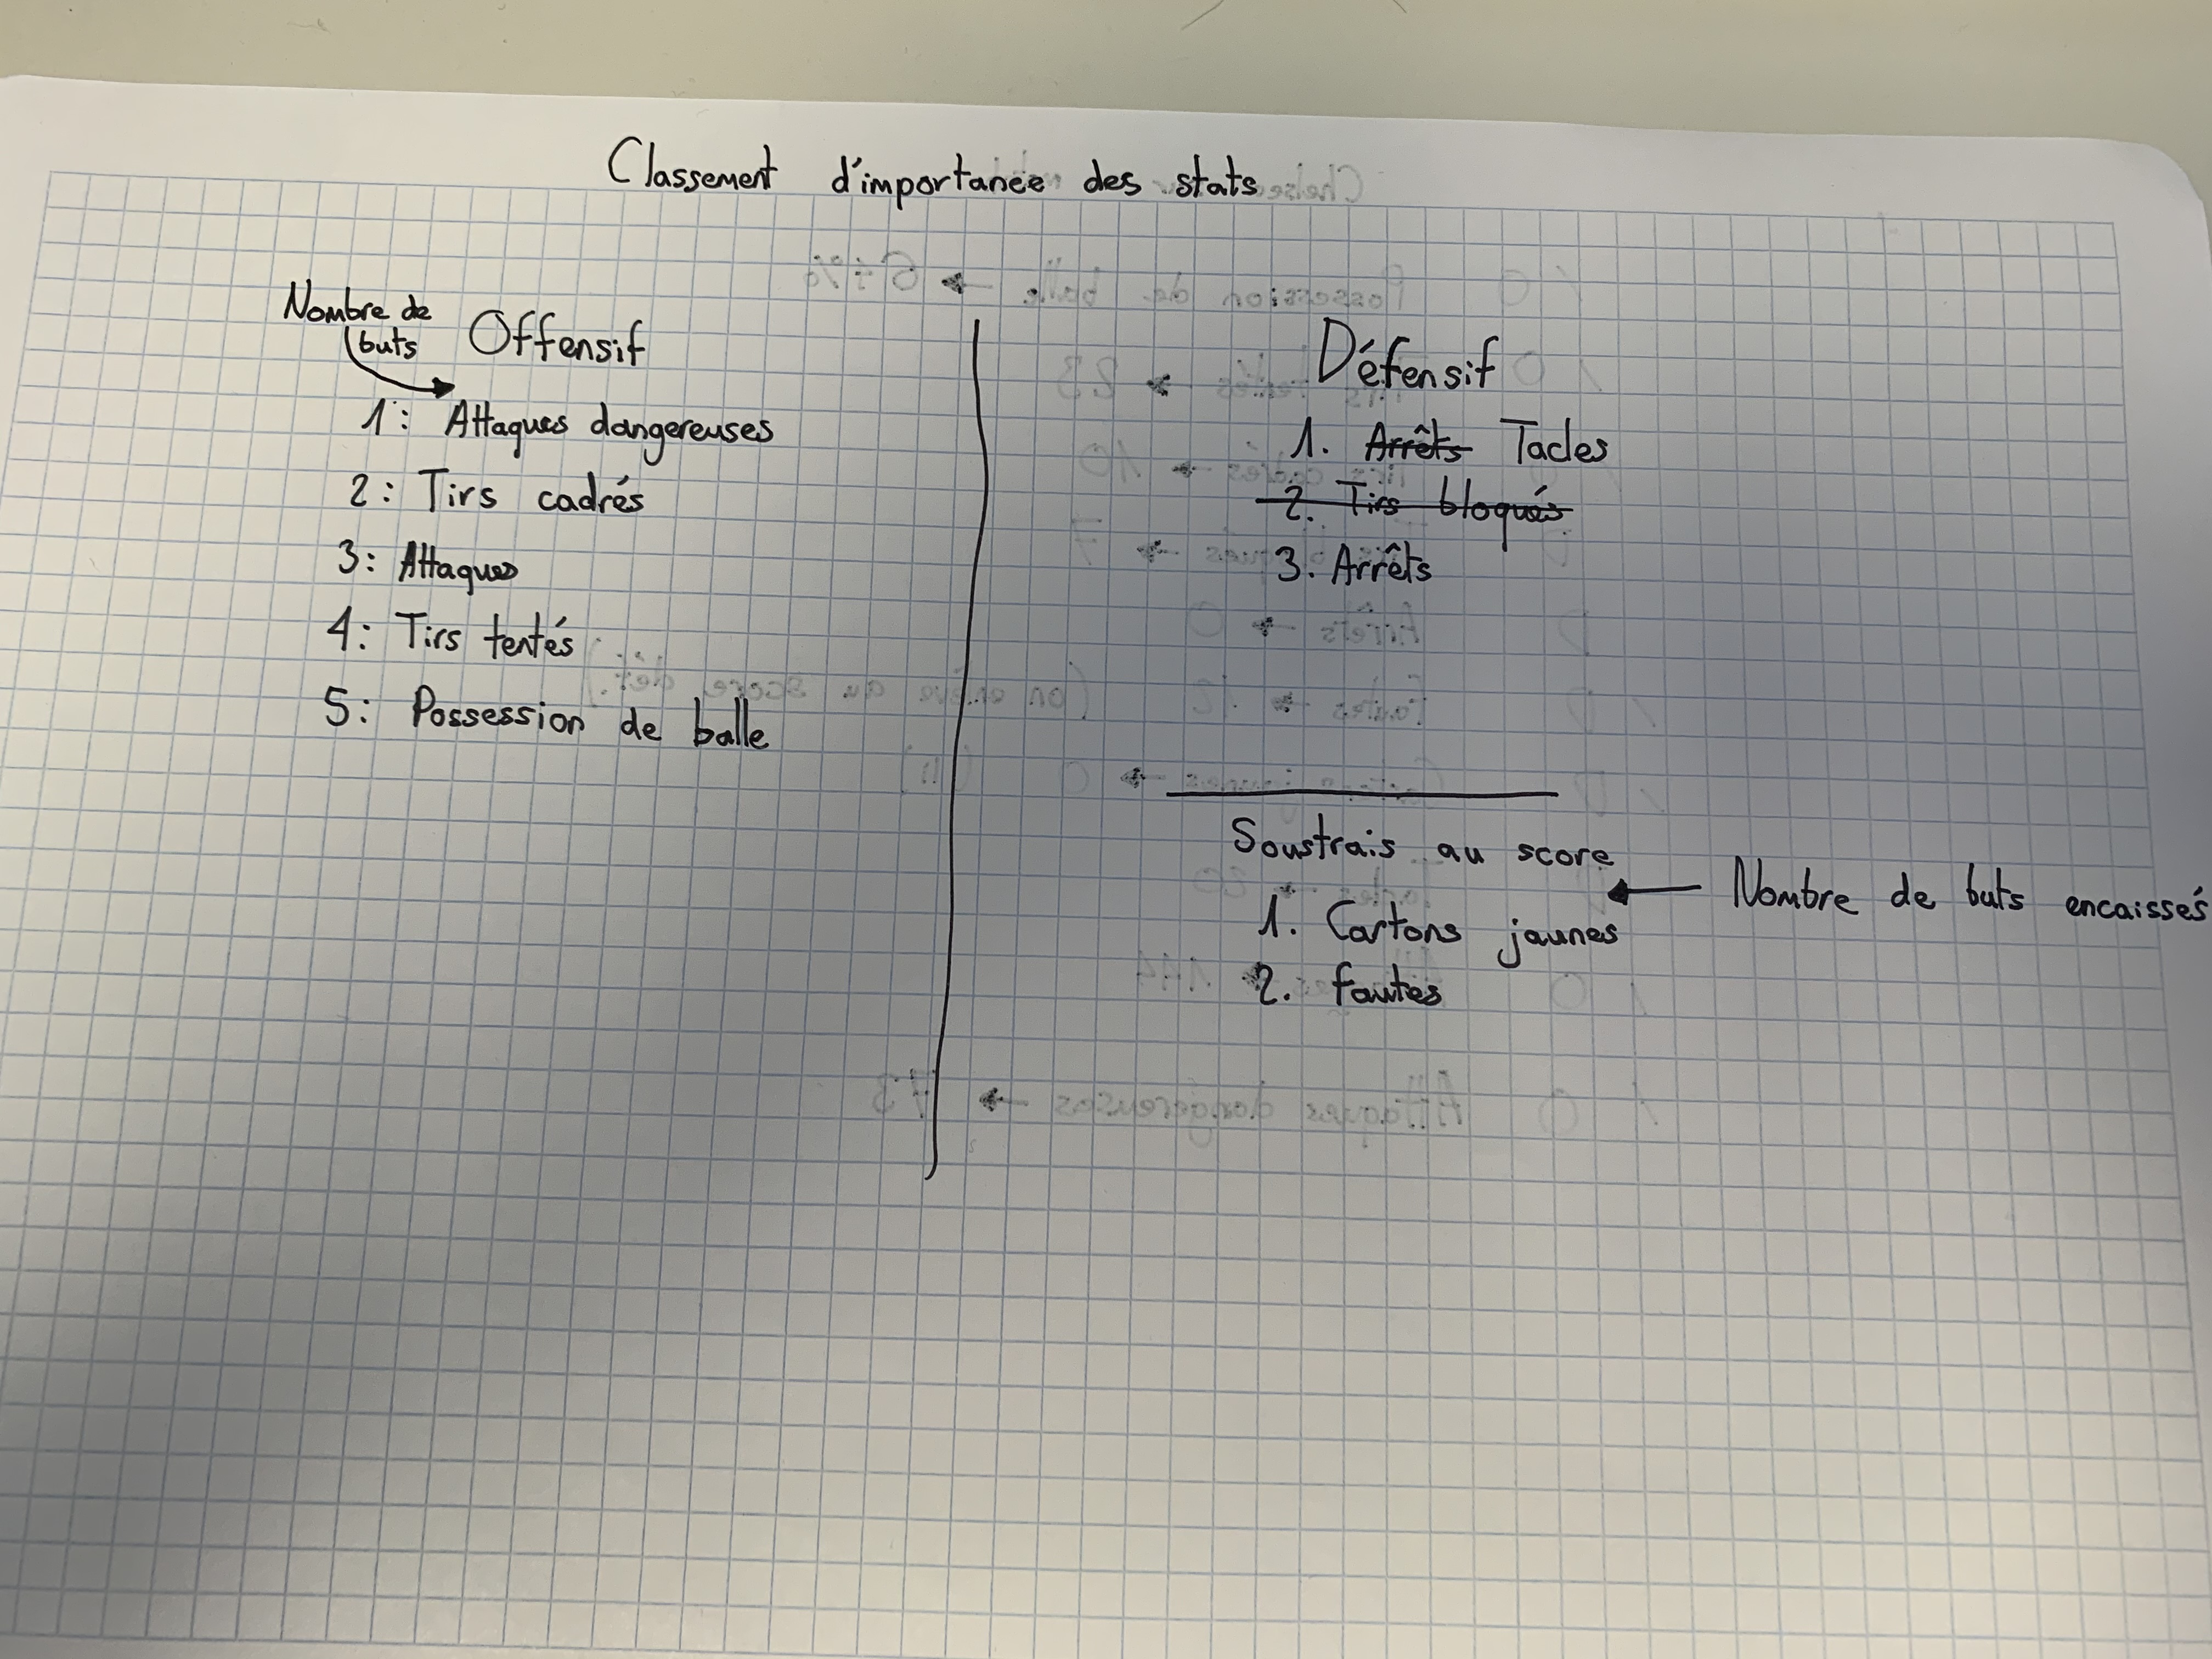 Classement d'importance des stats
Nombre de
buts
Offensif
1: Attaques dangereuses
2: Tirs cadrés
3: Attaques
4: Tirs tentés
5: Possession de balle
Défensif
1. Arrêts Tacles
2. Tirs bloqués
3. Arrêts
Soustrais au score
Nombre de buts encaissés
1. Cartons jaunes
2. fautes